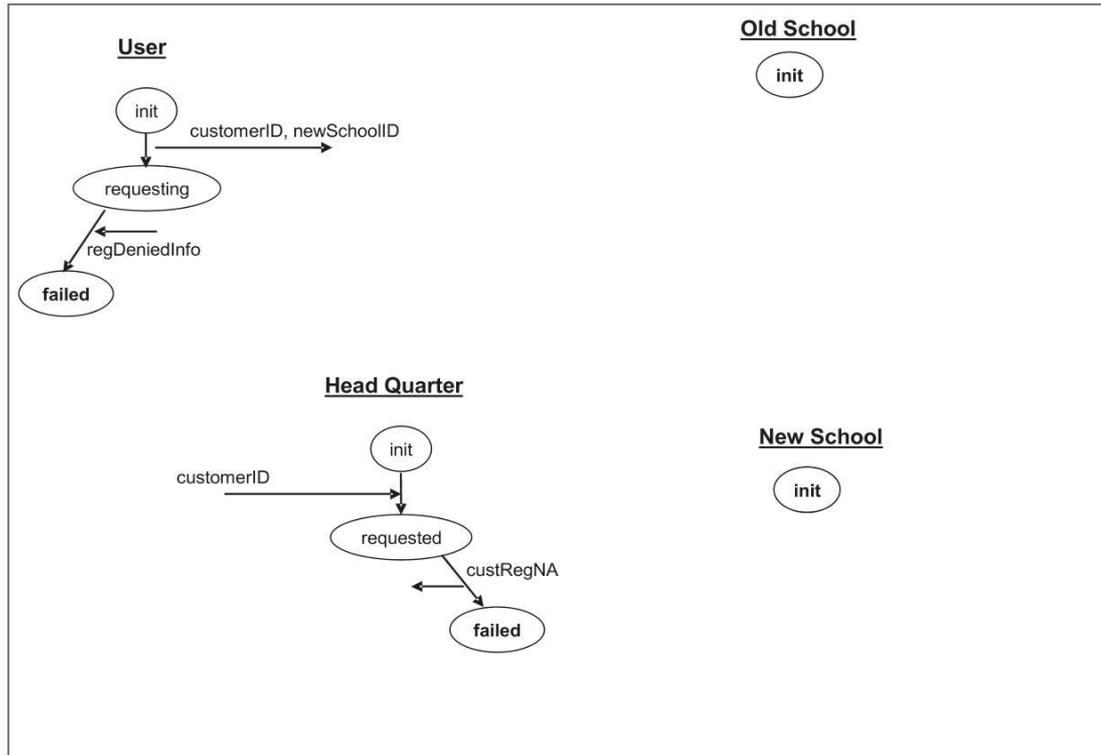 User
init
customerID, newSchoolID
requesting
regDeniedInfo
failed
Old School
init
Head Quarter
init
customerID
requested
custRegNA
failed
New School
init